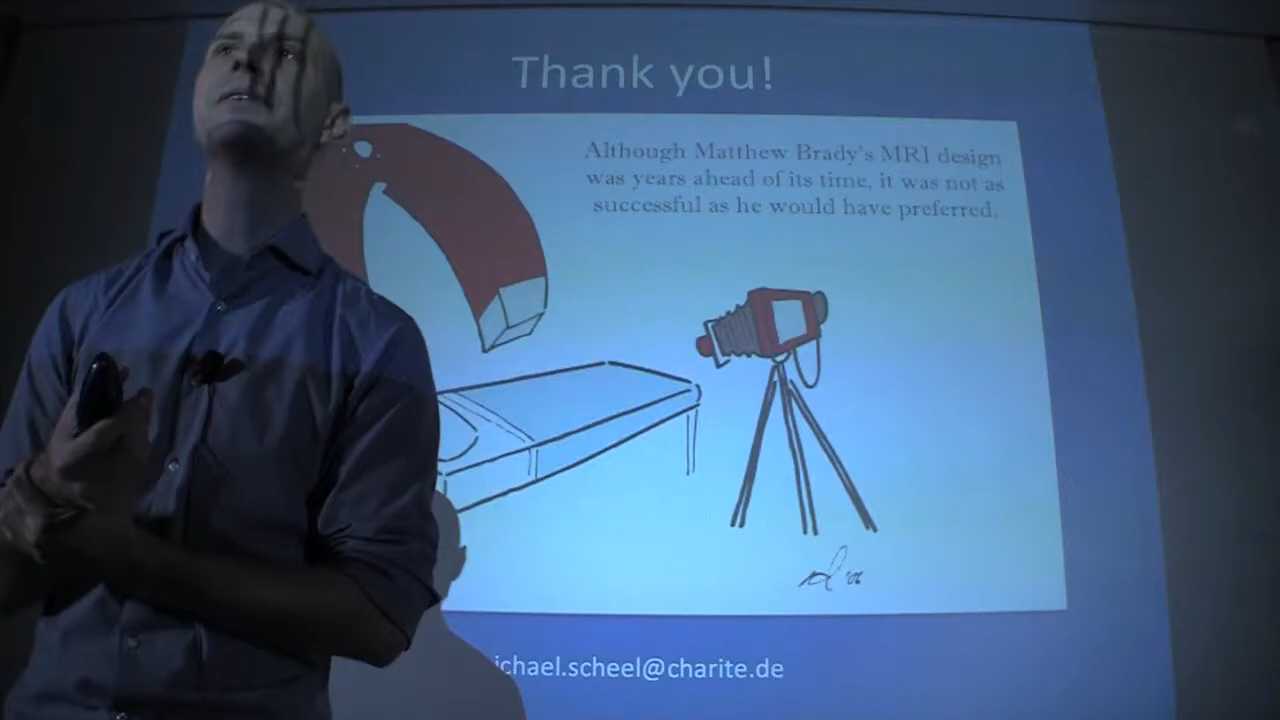 Thank you!
Although Matthew Brady's MRI design
was years ahead of its time, it was not as
successful as he would have preferred.
ichael.scheel@charite.de